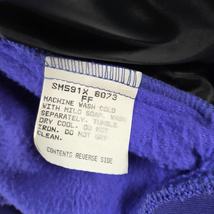 SM591X 8073
FF
MACHINE WASH COLD
WITH MILD SOAP. WASH
SEPARATELY. TUMBLE
DRY COOL. DO NOT
IRON. DO NOT DRY
CLEAN.
CONTENTS REVERSE SIDE